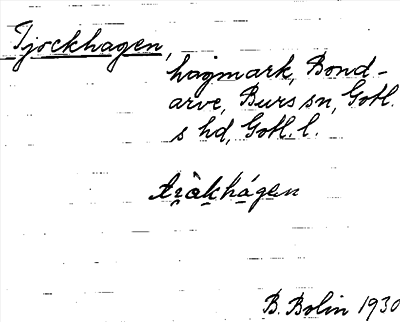 Tjockhagen,
hagmark, Bond-
arve, Burs sn, Gotl.
s hd, Gotl. l.
B. Bolin 1930